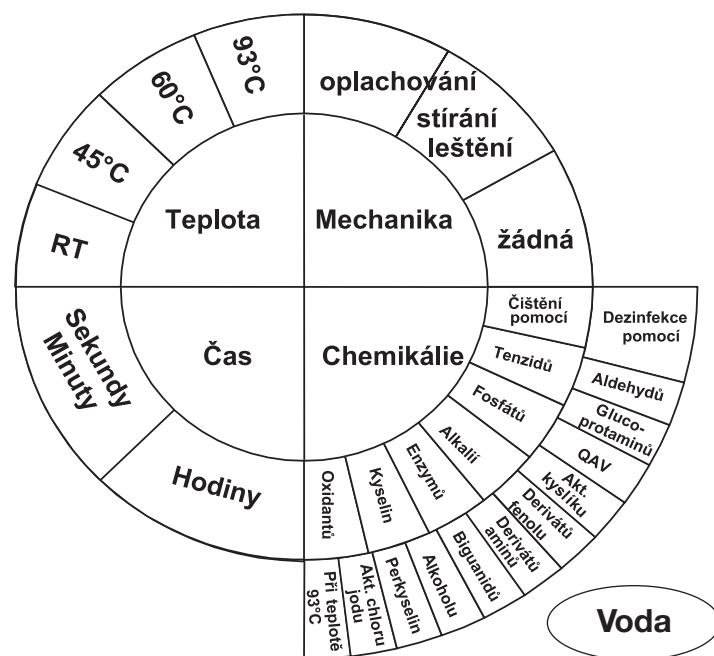 93°C
60°C
45°C
RT
Teplota
oplachování
stírání
leštění
žádná
Mechanika
Sekundy
Minuty
Hodiny
Čas
Chemikálie
Čištění
pomocí
Tenzidů
Fosfátů
Alkalií
Enzymů
Kyselin
Oxidantů
Dezinfekce
pomocí
Aldehydů
Gluco-
protaminů
QAV
Akt.
kyslíku
Derivátů
fenolu
Derivátů
aminů
Biguanidů
Alkoholu
Perkyselin
Akt. chloru
jodu
Při teplotě
93°C
Voda